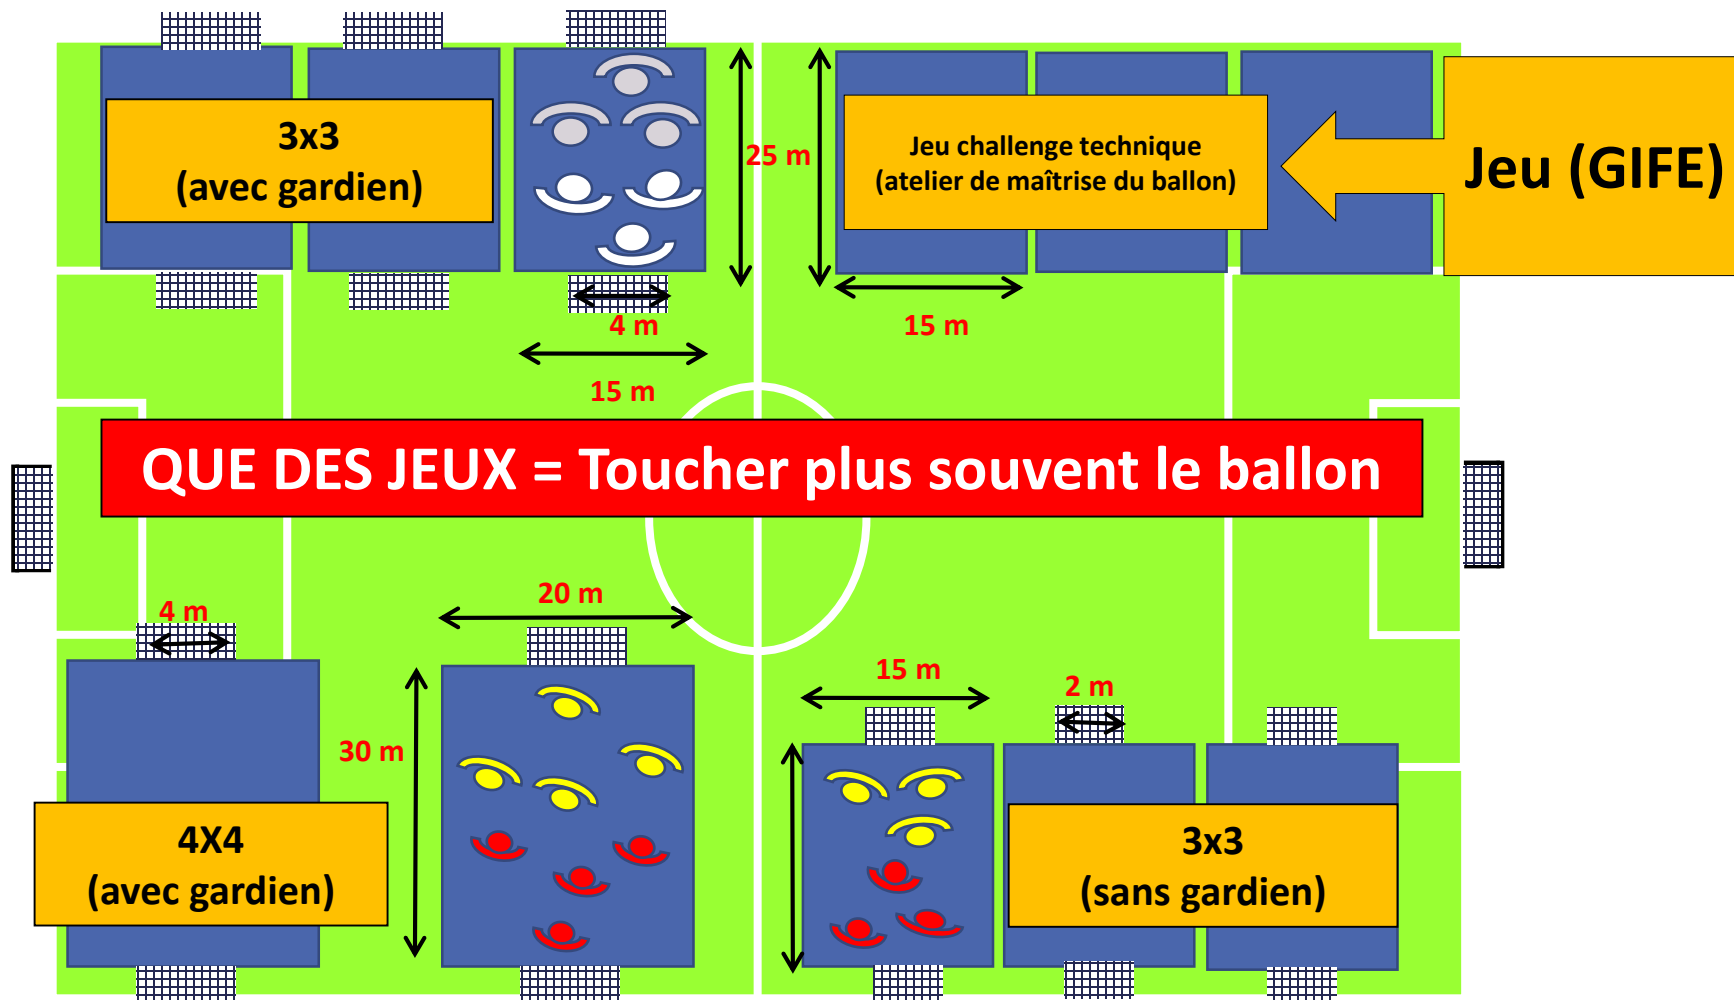 3x3
(avec gardien)
25 m
Jeu challenge technique
(atelier de maîtrise du ballon)
Jeu (GIFE)
4 m
15 m
15 m
QUE DES JEUX = Toucher plus souvent le ballon
4 m
20 m
30 m
15 m
2 m
4X4
(avec gardien)
3x3
(sans gardien)